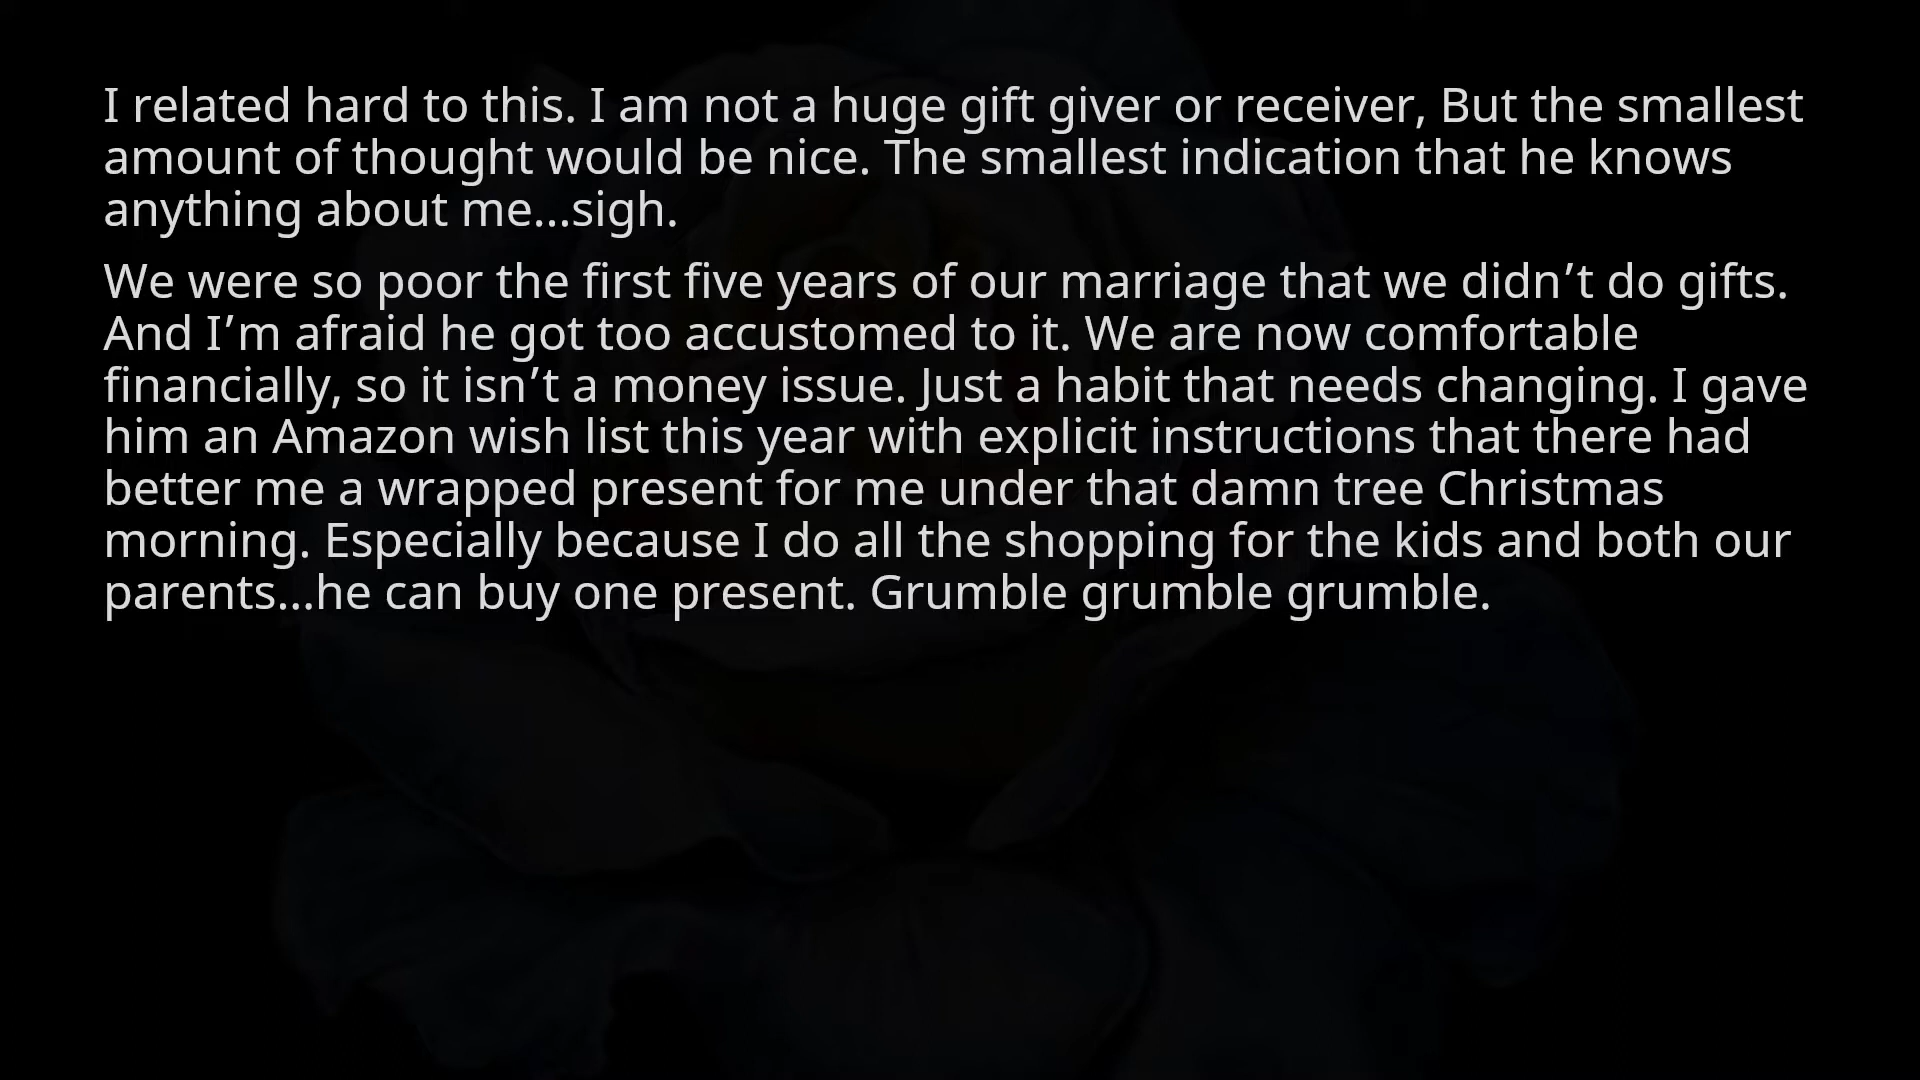 I related hard to this. I am not a huge gift giver or receiver, But the smallest
amount of thought would be nice. The smallest indication that he knows
anything about me...sigh.
We were so poor the first five years of our marriage that we didn’t do gifts.
And I’m afraid he got too accustomed to it. We are now comfortable
financially, so it isn’t a money issue. Just a habit that needs changing. I gave
him an Amazon wish list this year with explicit instructions that there had
better me a wrapped present for me under that damn tree Christmas
morning. Especially because I do all the shopping for the kids and both our
parents...he can buy one present. Grumble grumble grumble.